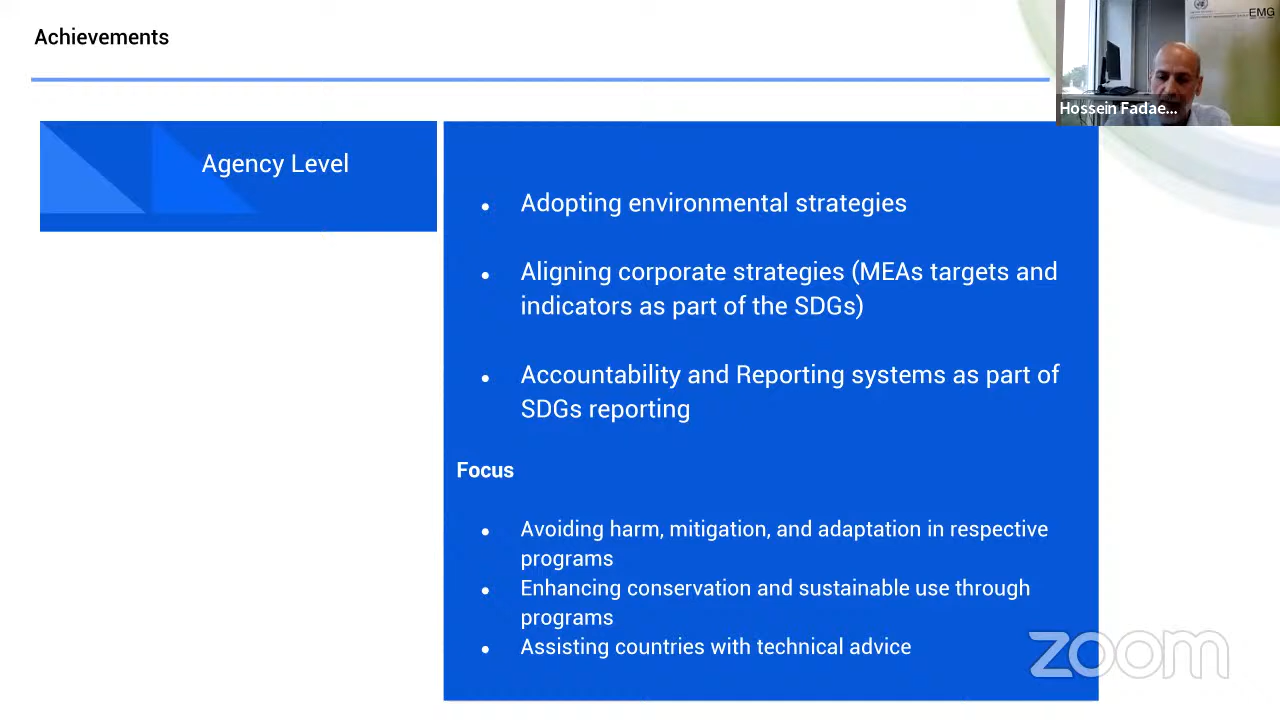 Achievements
EMG
Hossein Fadae...
Agency Level
Adopting environmental strategies
Aligning corporate strategies (MEAs targets and
indicators as part of the SDGs)
Accountability and Reporting systems as part of
SDGs reporting
Focus
Avoiding harm, mitigation, and adaptation in respective
programs
Enhancing conservation and sustainable use through
programs
Assisting countries with technical advice
zoom